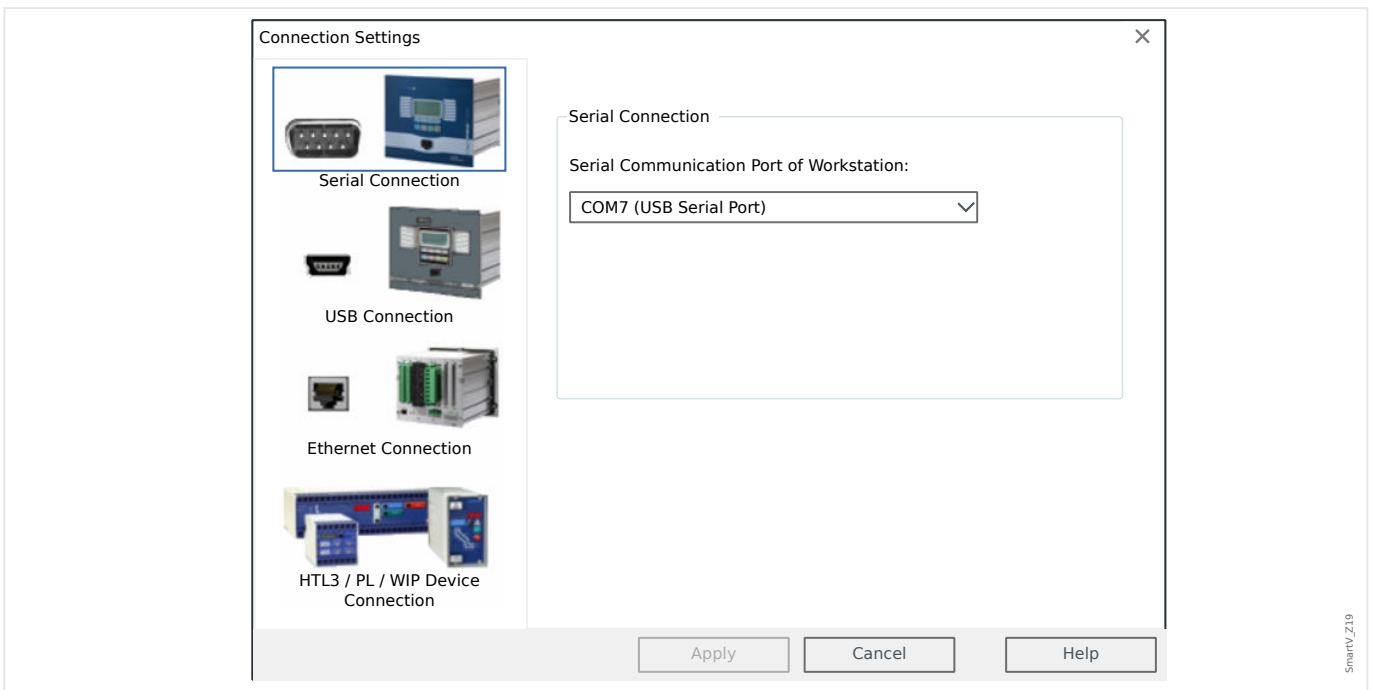 Connection Settings
Serial Connection
USB Connection
Ethernet Connection
HTL3 / PL / WIP Device
Connection
Serial Connection
Serial Communication Port of Workstation:
COM7 (USB Serial Port)
Apply
Cancel
Help
SmartV_Z19